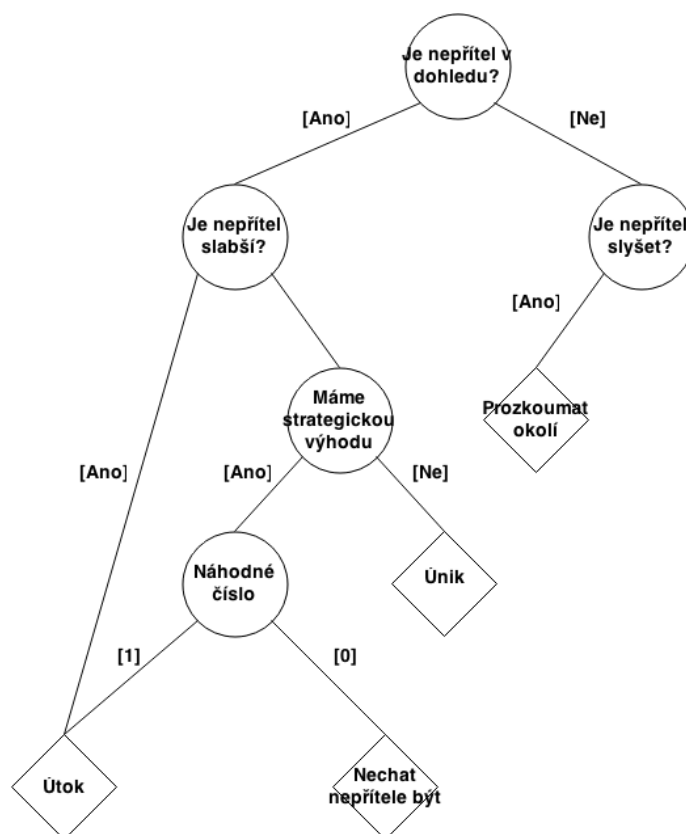 Je nepřítel v
dohledu?
[Ano]
[Ne]
Je nepřítel
slabší?
Je nepřítel
slyšet?
[Ano]
Máme
strategickou
výhodu
Prozkoumat
okolí
[Ano]
[Ano]
[Ne]
Náhodné
číslo
Únik
[1]
[0]
Útok
Nechat
nepřítele být